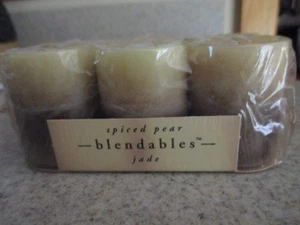 spiced pear
—blendables™—
jade